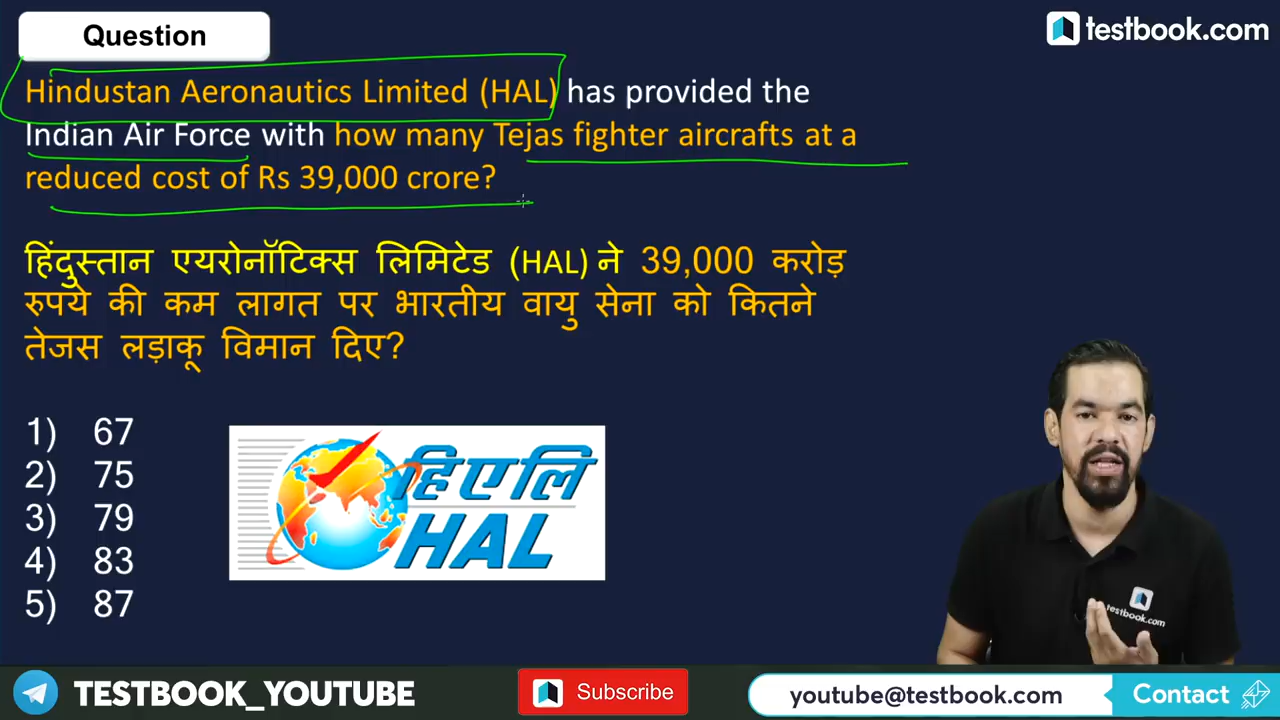 Question
testbook.com
Hindustan Aeronautics Limited (HAL) has provided the
Indian Air Force with how many Tejas fighter aircrafts at a
reduced cost of Rs 39,000 crore?
हिंदुस्तान एयरोनॉटिक्स लिमिटेड (HAL) ने 39,000 करोड़
रुपये की कम लागत पर भारतीय वायु सेना को कितने
तेजस लड़ाकू विमान दिए?
1) 67
2) 75
3) 79
4) 83
5) 87
हिएलि
HAL
testbook.com
TESTBOOK_YOUTUBE
Subscribe
youtube@testbook.com
Contact